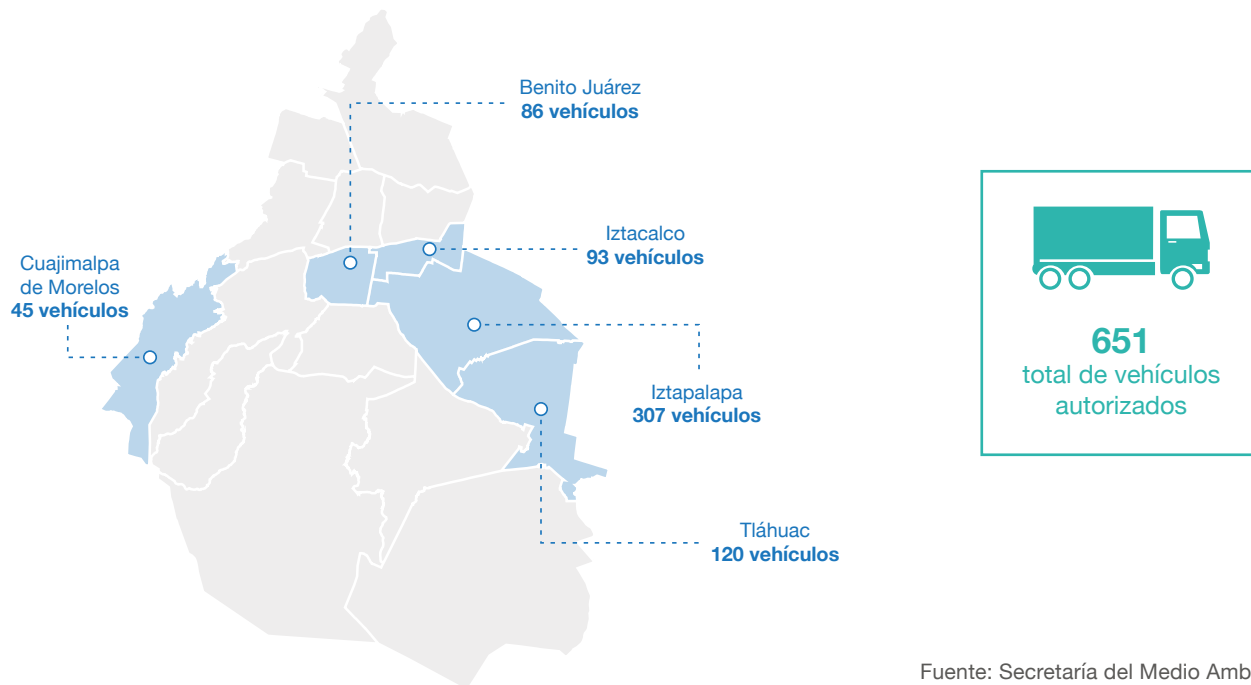 Benito Juárez
86 vehículos
Iztacalco
93 vehículos
Cuajimalpa
de Morelos
45 vehículos
Iztapalapa
307 vehículos
Tláhuac
120 vehículos
651
total de vehículos
autorizados
Fuente: Secretaría del Medio Amb